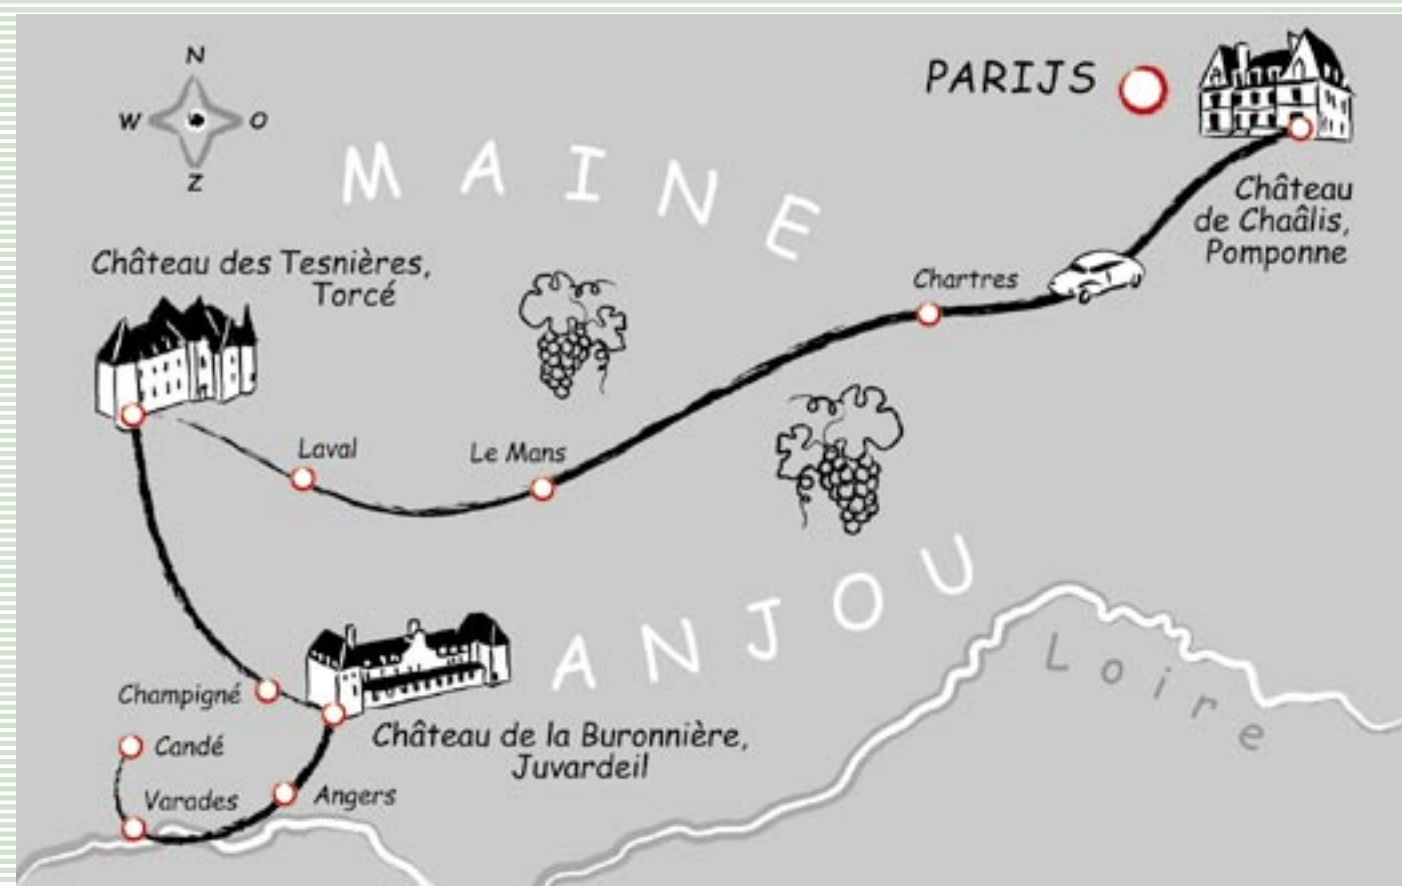 N
W O
Z
PARIJS
MAINE
Château
de Chaâlis,
Pomponne
Château des Tesnières,
Torcé
Chartres
Laval
Le Mans
ANJOU
Loire
Champigné
Château de la Buronnière,
Juvardeil
Candé
Varades
Angers